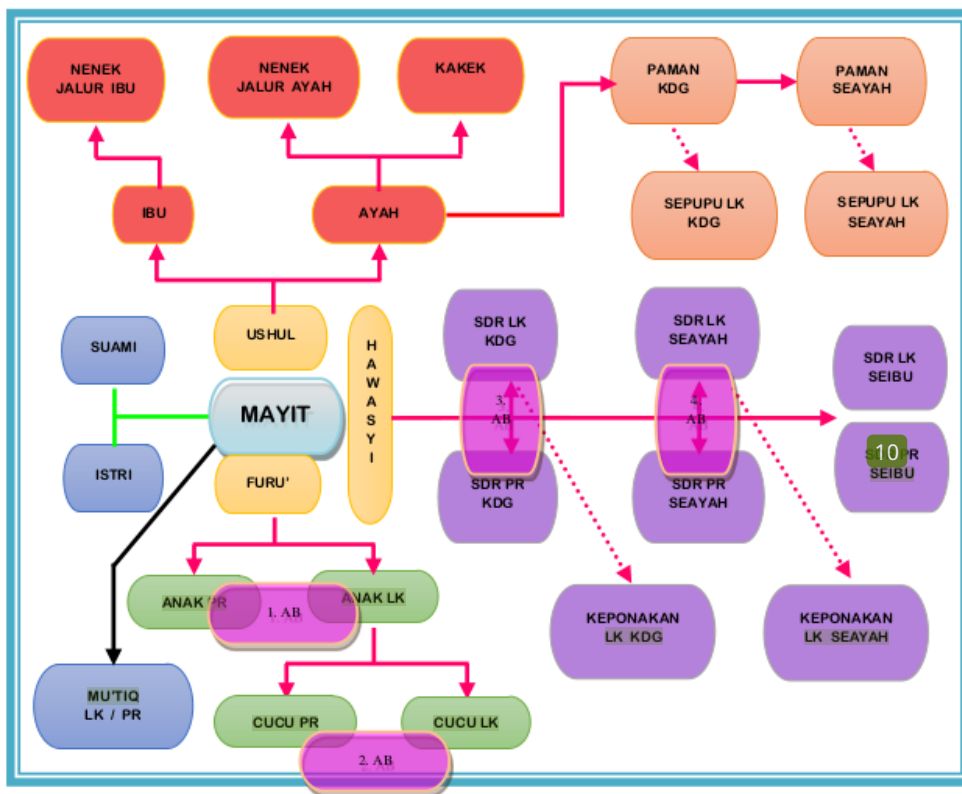 NENEK
JALUR IBU
NENEK
JALUR AYAH
KAKEK
PAMAN
KDG
PAMAN
SEAYAH
IBU
AYAH
SEPUPU LK
KDG
SEPUPU LK
SEAYAH
SUAMI
USHUL
HAWASYI
SDR LK
KDG
SDR LK
SEAYAH
SDR LK
SEIBU
MAYIT
3.
AB
4.
AB
ISTRI
FURU'
SDR PR
KDG
SDR PR
SEAYAH
10
PR
SEIBU
ANAK PR
1. AB
ANAK LK
KEPONAKAN
LK KDG
KEPONAKAN
LK SEAYAH
MU'TIQ
LK / PR
CUCU PR
CUCU LK
2. AB